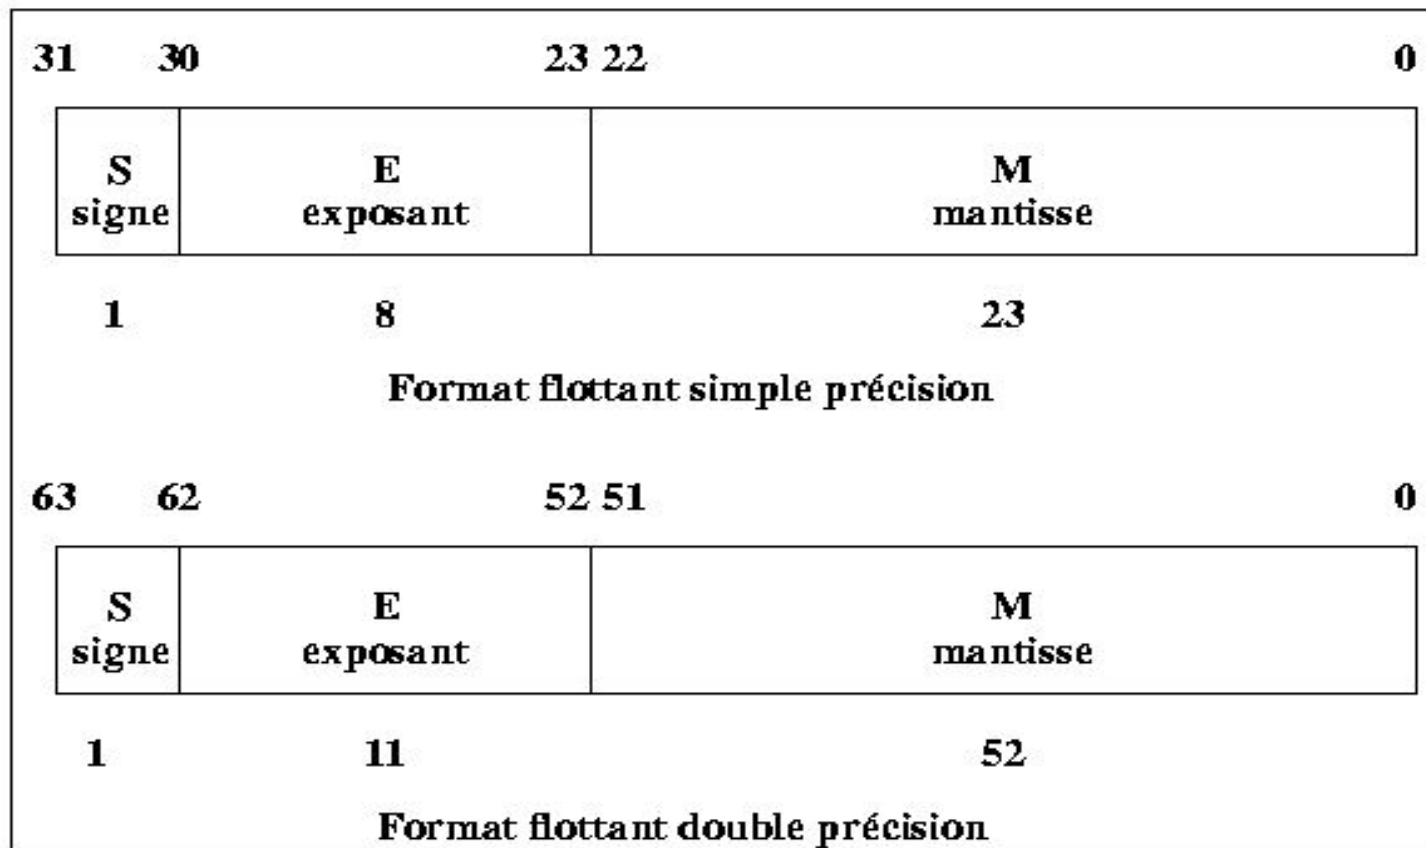 31 30 23 22 0
S E M
signe exposant mantisse
1 8 23
Format flottant simple précision
63 62 52 51 0
S E M
signe exposant mantisse
1 11 52
Format flottant double précision